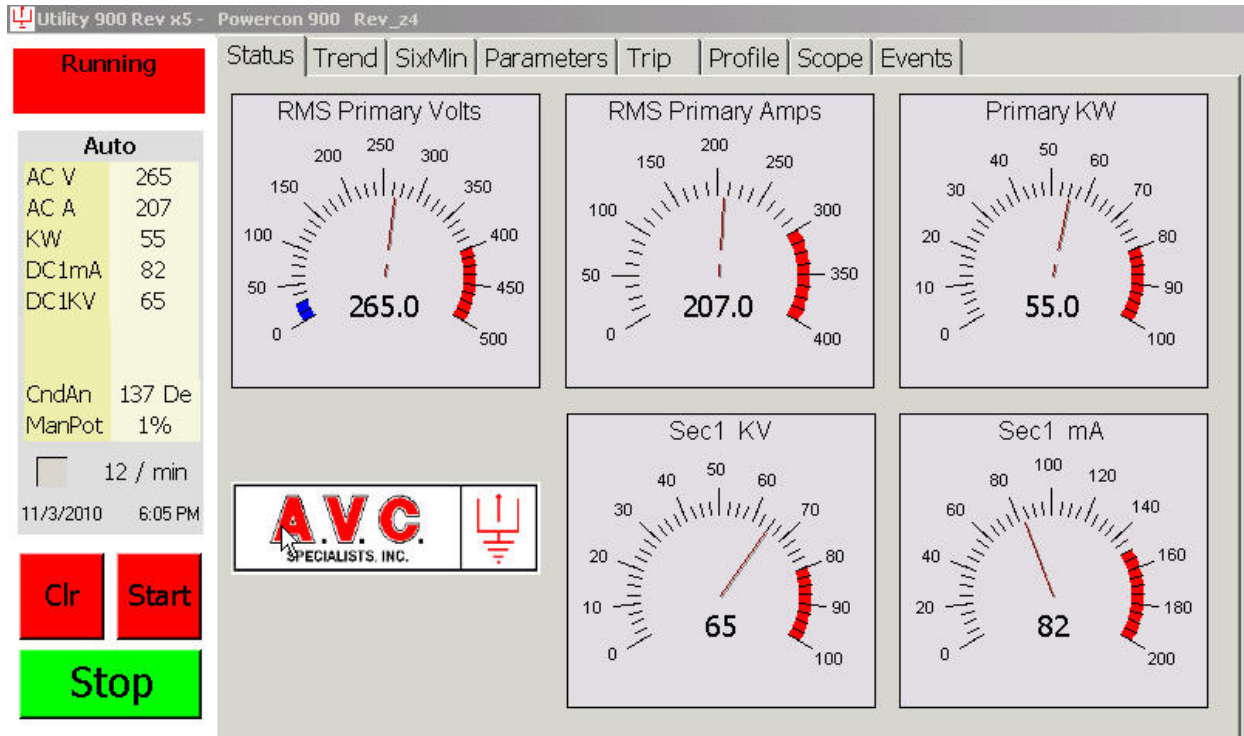 Utility 900 Rev x5 - Powercon 900 Rev_z4
Running
Status Trend SixMin Parameters Trip Profile Scope Events
Auto
AC V 265
AC A 207
KW 55
DC1mA 82
DC1KV 65
CndAn 137 De
ManPot 1%
12 / min
11/3/2010 6:05 PM
Clr
Start
Stop
RMS Primary Volts
0
50
100
150
200
250
300
350
400
450
500
265.0
RMS Primary Amps
0
50
100
150
200
250
300
350
400
207.0
Primary KW
0
10
20
30
40
50
60
70
80
90
100
55.0
A.V.C.
SPECIALISTS, INC.
Sec1 KV
0
10
20
30
40
50
60
70
80
90
100
65
Sec1 mA
0
20
40
60
80
100
120
140
160
180
200
82